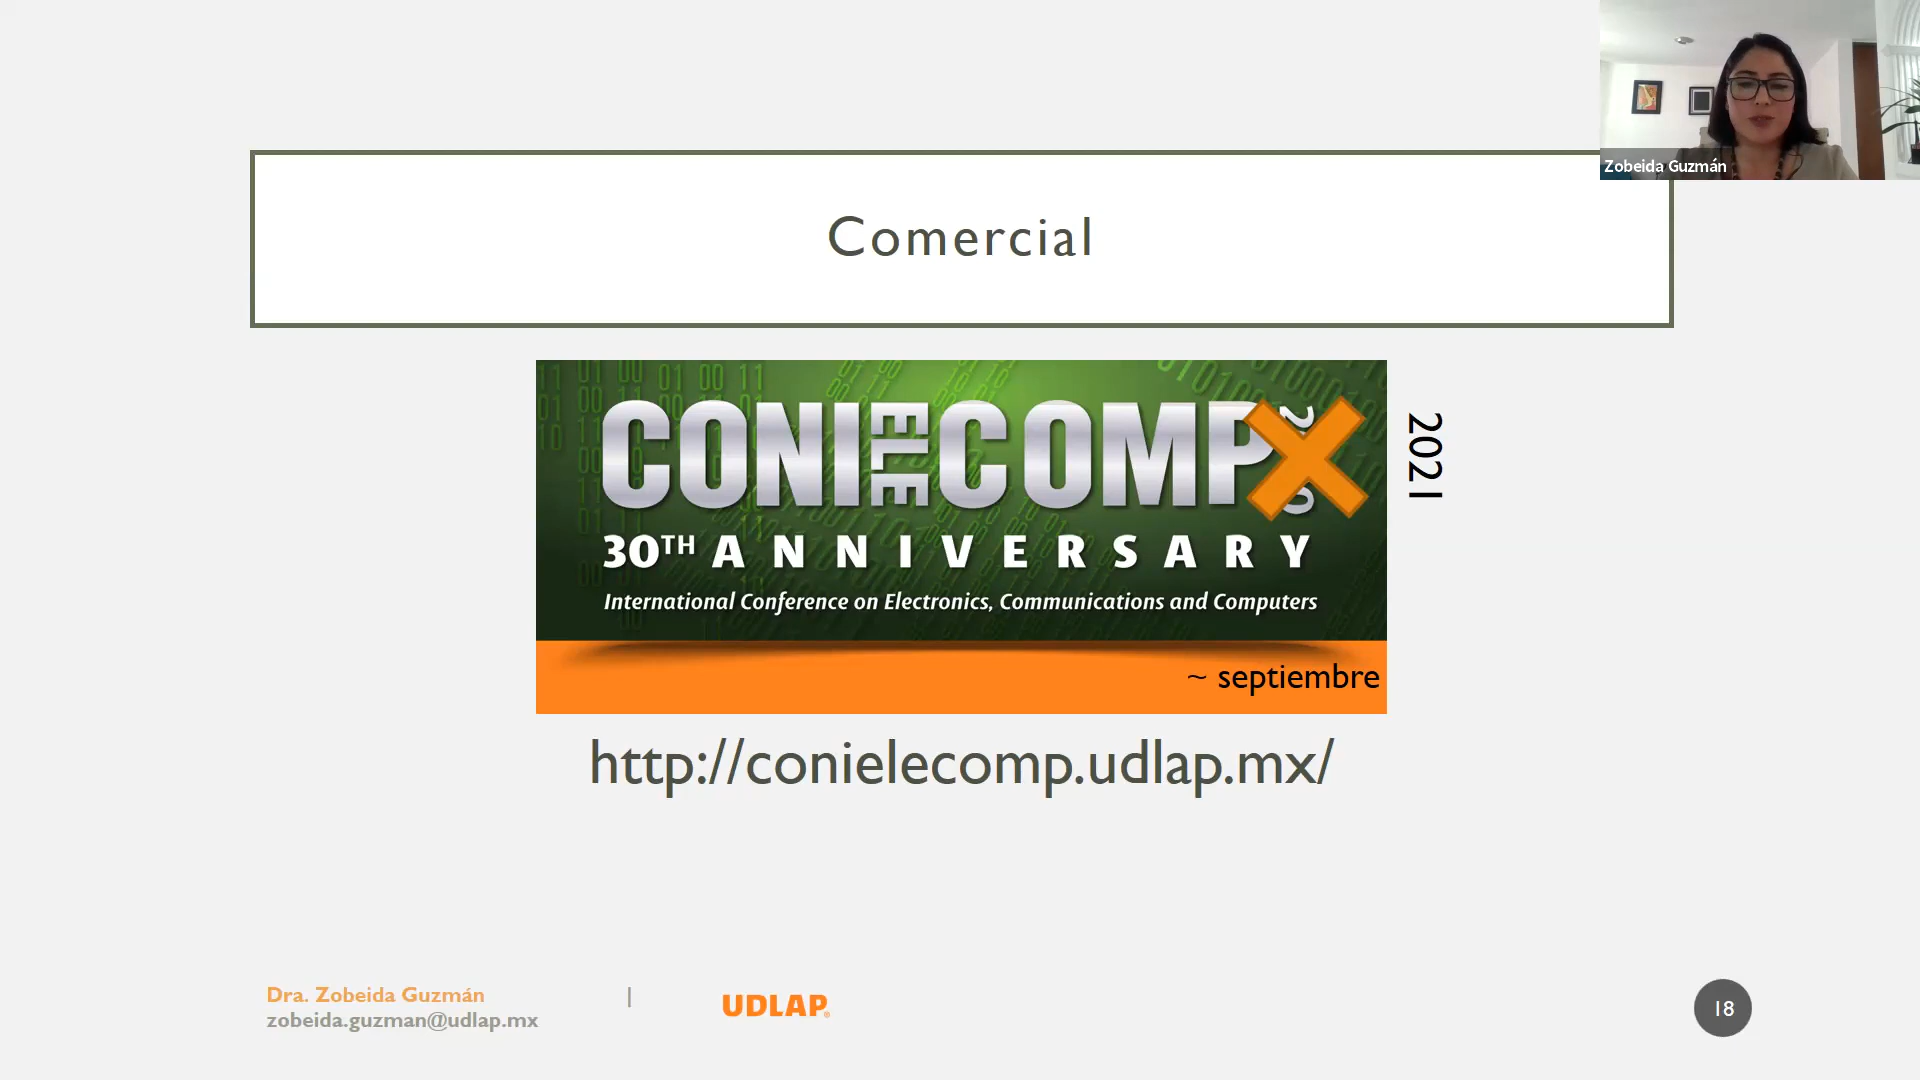 Zobeida Guzmán
Comercial
CONIELECOMP
2021
30TH ANNIVERSARY
International Conference on Electronics, Communications and Computers
~ septiembre
http://conielecomp.udlap.mx/
Dra. Zobeida Guzmán
|
UDLAP®
zobeida.guzman@udlap.mx
18